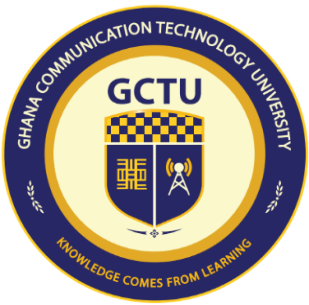 GHANA COMMUNICATION TECHNOLOGY UNIVERSITY
GCTU
KNOWLEDGE COMES FROM LEARNING